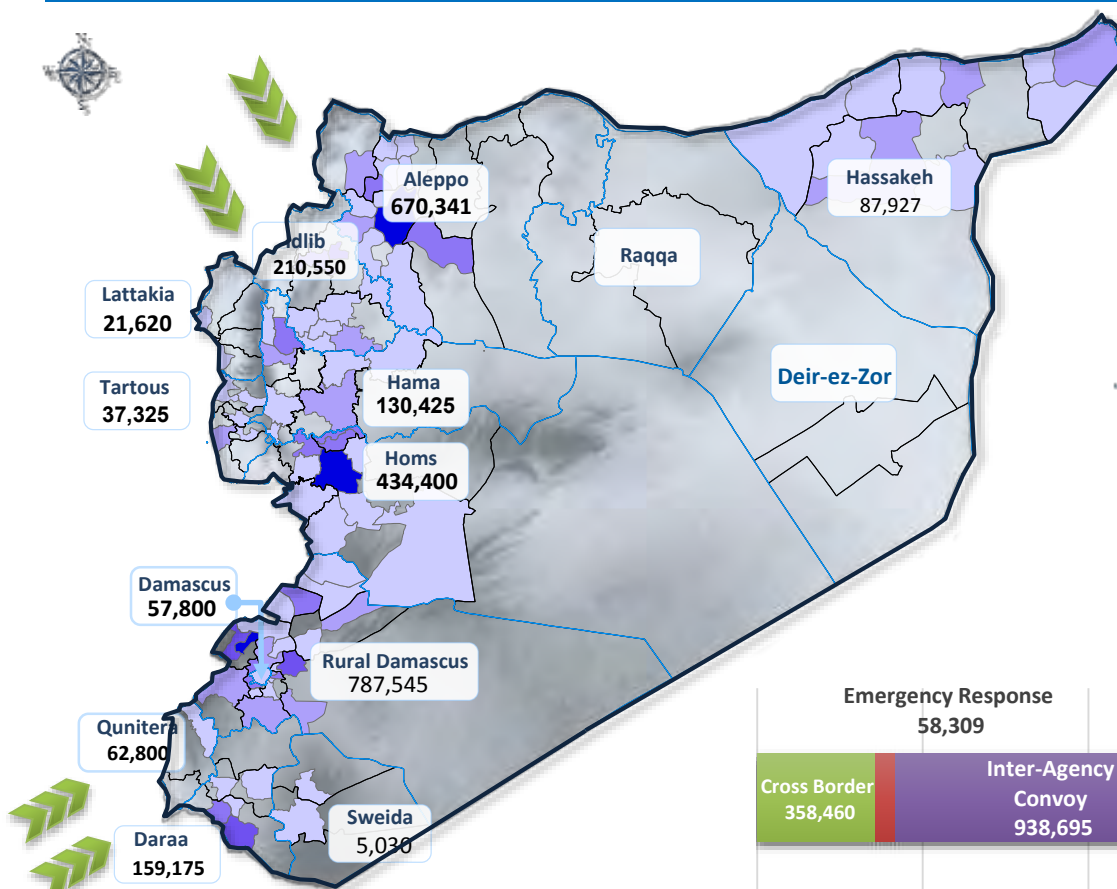 N
W
E
S
Aleppo
670,341
Hassakeh
87,927
dlib
210,550
Raqqa
Lattakia
21,620
Deir-ez-Zor
Tartous
37,325
Hama
130,425
Homs
434,400
Damascus
57,800
Rural Damascus
787,545
Qunitera
62,800
Emergency Response
58,309
Cross Border
358,460
Inter-Agency
Convoy
938,695
Sweida
5,030
Daraa
159,175